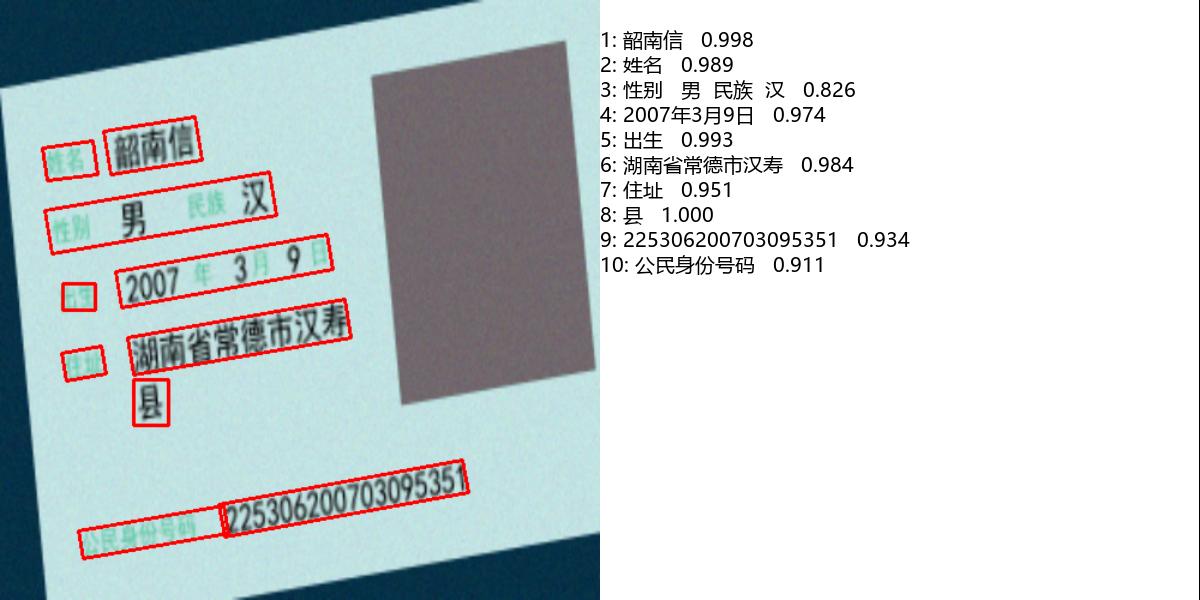 姓名 韶南信
性别 男 民族 汉
出生 2007 年 3 月 9 日
住址 湖南省常德市汉寿
县
公民身份号码 225306200703095351
1: 韶南信 0.998
2: 姓名 0.989
3: 性别 男 民族 汉 0.826
4: 2007年3月9日 0.974
5: 出生 0.993
6: 湖南省常德市汉寿 0.984
7: 住址 0.951
8: 县 1.000
9: 225306200703095351 0.934
10: 公民身份号码 0.911